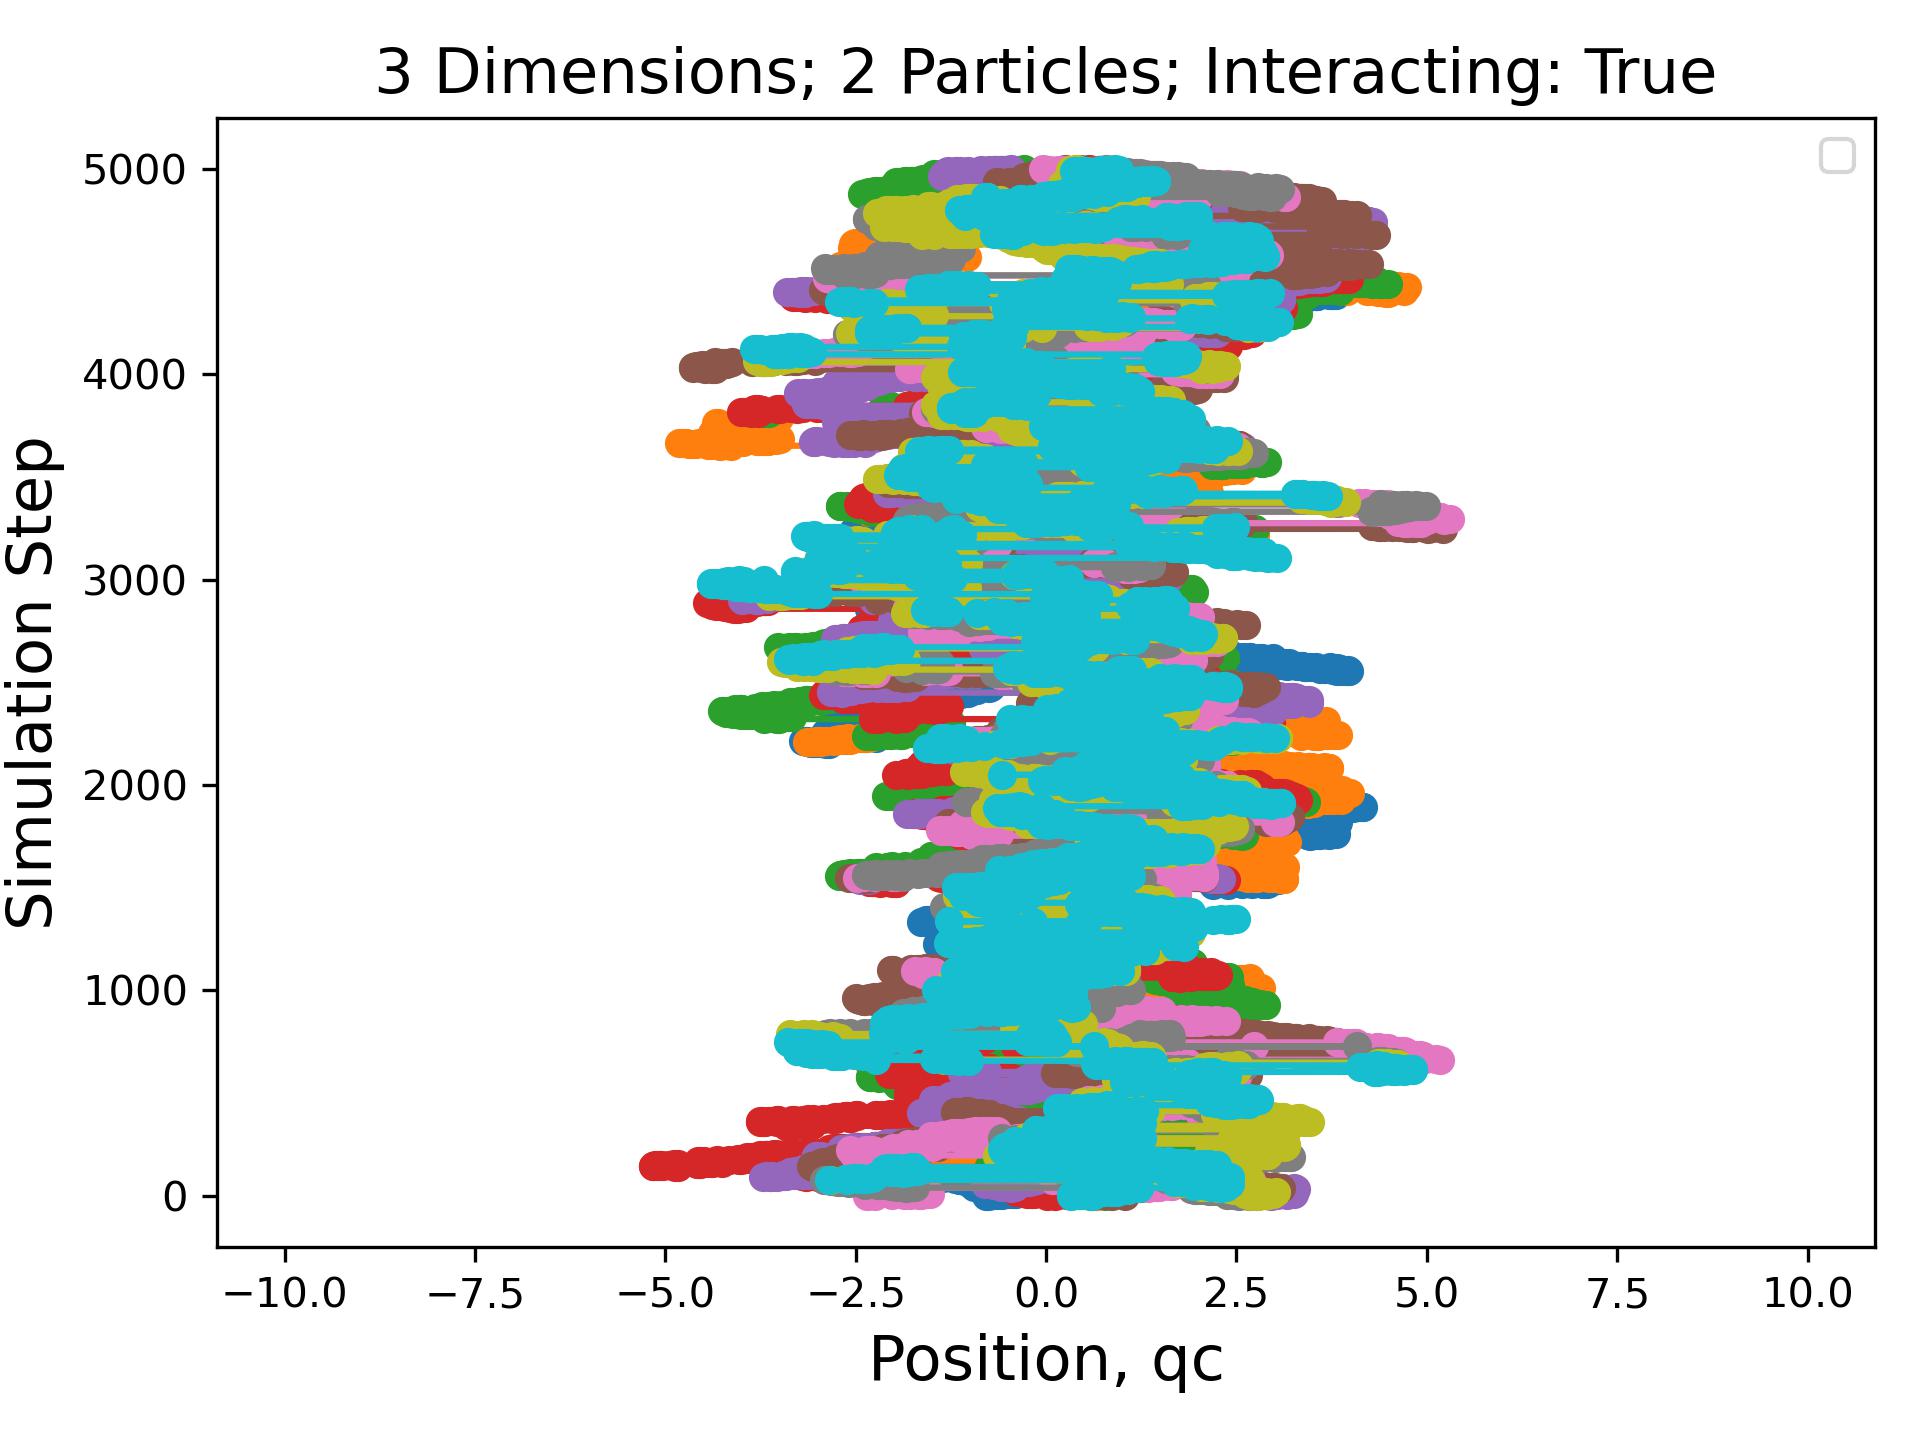 3 Dimensions; 2 Particles; Interacting: True
5000
4000
3000
2000
1000
0
Simulation Step
−10.0 −7.5 −5.0 −2.5 0.0 2.5 5.0 7.5 10.0
Position, qc